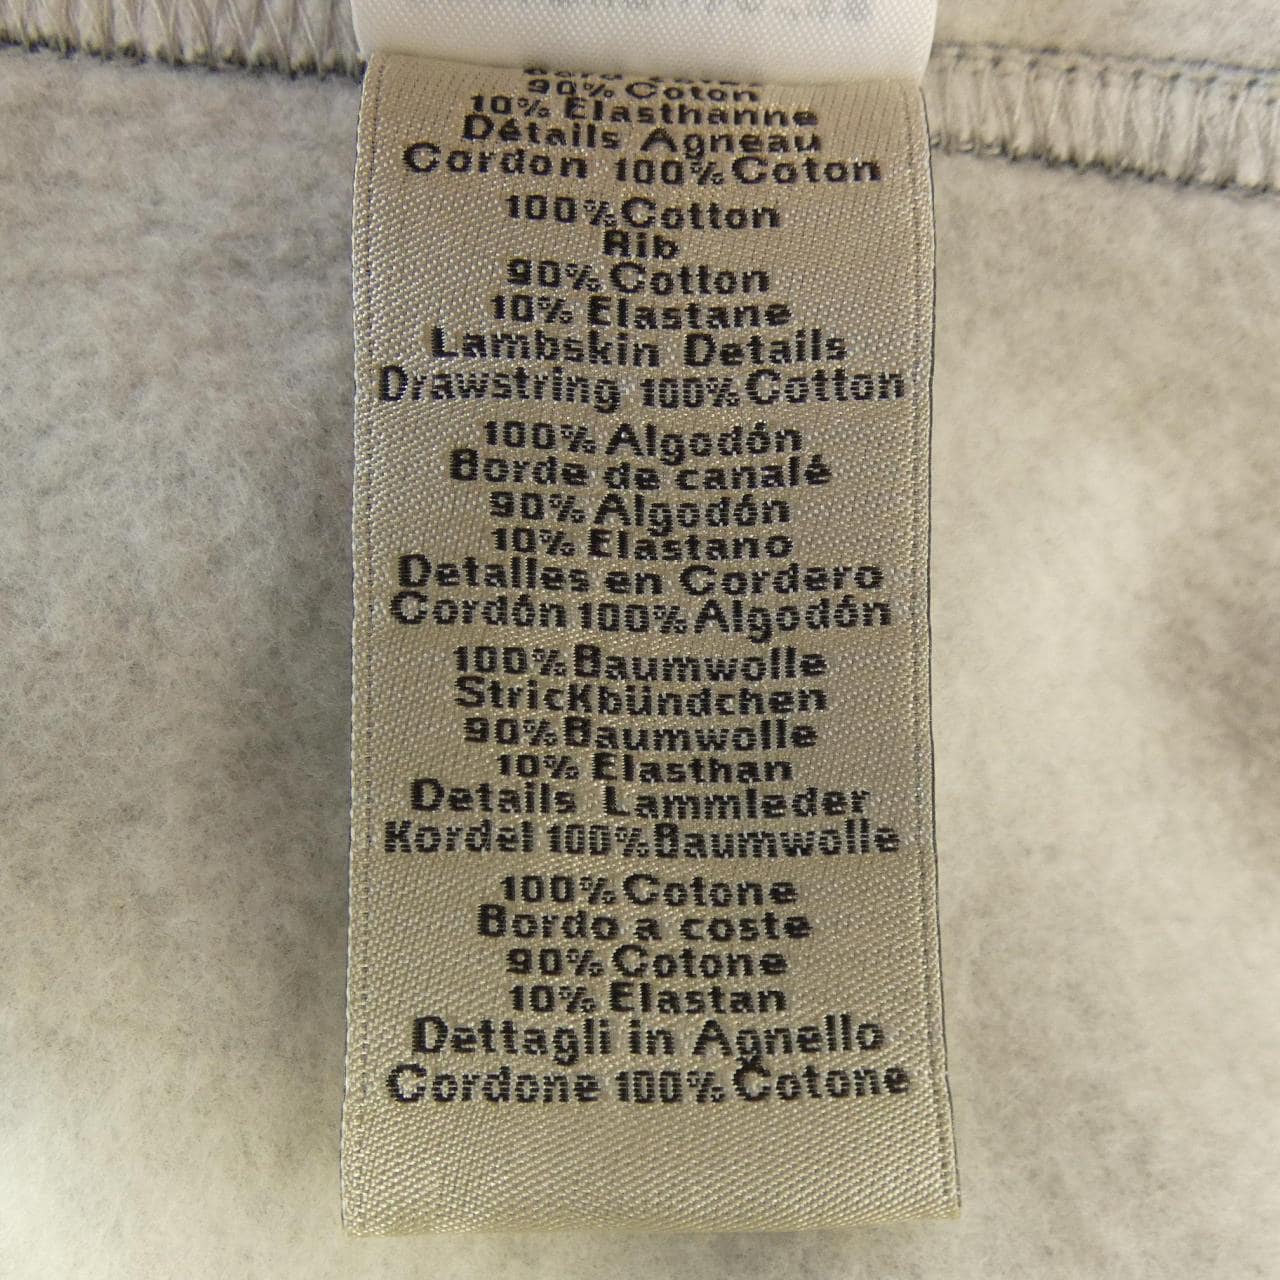 90% Coton
10% Elasthanne
Détails Agneau
Cordon 100% Coton
100% Cotton
Rib
90% Cotton
10% Elastane
Lambskin Details
Drawstring 100% Cotton
100% Algodón
Borde de canalé
90% Algodón
10% Elastano
Detalles en Cordero
Cordón 100% Algodón
100% Baumwolle
StricKbündchen
90% Baumwolle
10% Elasthan
Details Lammleder
Kordel 100% Baumwolle
100% Cotone
Bordo a coste
90% Cotone
10% Elastan
Dettagli in Agnello
Cordone 100% Cotone